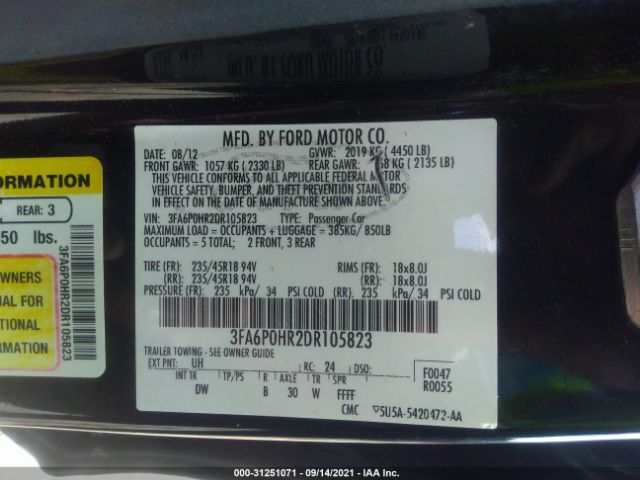 MFD. BY FORD MOTOR CO.
DATE: 08/12 GVWR: 2019 KG ( 4450 LB)
FRONT GAWR: 1057 KG ( 2330 LB) REAR GAWR: 68 KG ( 2135 LB)
THIS VEHICLE CONFORMS TO ALL APPLICABLE FEDERAL MOTOR
VEHICLE SAFETY, BUMPER, AND THEFT PREVENTION STANDARDS
IN EFFECT ON THE DATE OF MANUFACTURE SHOWN ABOVE.
VIN: 3FA6P0HR2DR105823 TYPE: Passenger Car
MAXIMUM LOAD = OCCUPANTS + LUGGAGE = 385KG/ 850LB
OCCUPANTS = 5 TOTAL; 2 FRONT, 3 REAR
TIRE (FR): 235/45R18 94V RIMS (FR): 18x8.0J
(RR): 235/45R18 94V (RR): 18x8.0J
PRESSURE (FR): 235 kPa/ 34 PSI COLD (RR): 235 kPa/ 34 PSI COLD
3FA6P0HR2DR105823
TRAILER TOWING - SEE OWNER GUIDE
EXT PNT: UH RC: 24 DSO: F0047
INT TR TP/PS R AXLE TR SPR R0055
DW B 30 W FFFF
CMC 5U5A-5420472-AA
ORMATION
REAR: 3
50 lbs.
3FA6P0HR2DR105823
OWNERS
UAL FOR
TIONAL
ORMATION
000-31251071 - 09/14/2021 - IAA Inc.